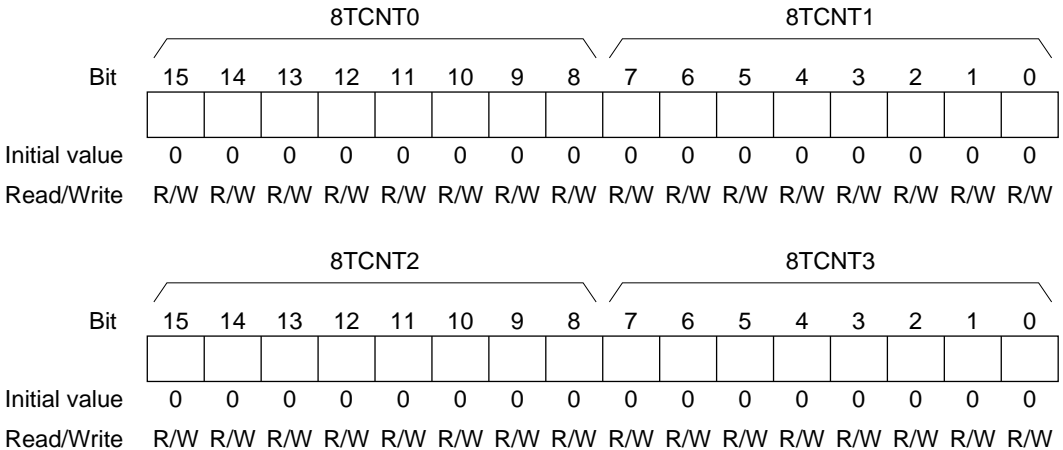 8TCNT0 8TCNT1
Bit 15 14 13 12 11 10 9 8 7 6 5 4 3 2 1 0
Initial value 0 0 0 0 0 0 0 0 0 0 0 0 0 0 0 0
Read/Write R/W R/W R/W R/W R/W R/W R/W R/W R/W R/W R/W R/W R/W R/W R/W R/W
8TCNT2 8TCNT3
Bit 15 14 13 12 11 10 9 8 7 6 5 4 3 2 1 0
Initial value 0 0 0 0 0 0 0 0 0 0 0 0 0 0 0 0
Read/Write R/W R/W R/W R/W R/W R/W R/W R/W R/W R/W R/W R/W R/W R/W R/W R/W